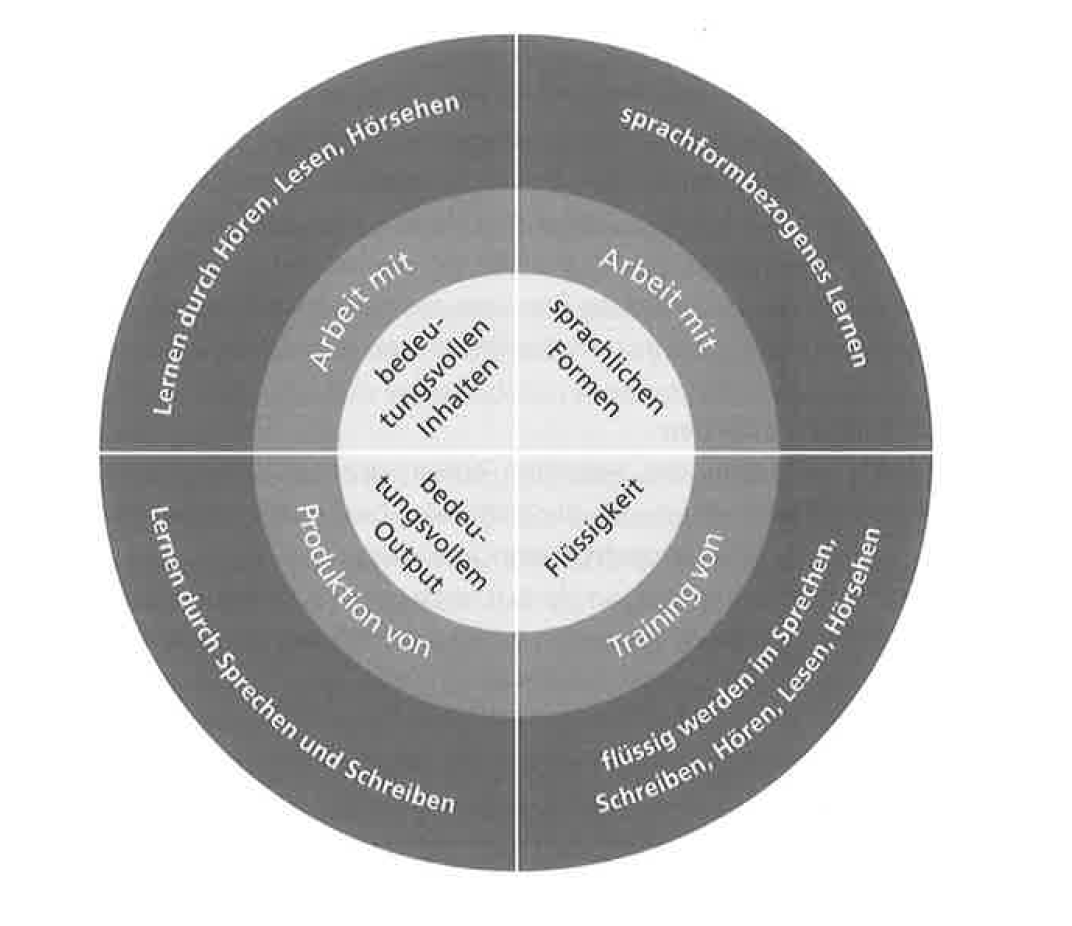 Lernen durch Hören, Lesen, Hörsehen
Arbeit mit
bedeu-
tungsvollen
Inhalten
sprachformbezogenes Lernen
Arbeit mit
sprachlichen
Formen
Lernen durch Sprechen und Schreiben
Produktion von
bedeu-
tungsvollem
Output
Flüssigkeit
Training von
flüssig werden im Sprechen,
Schreiben, Hören, Lesen, Hörsehen